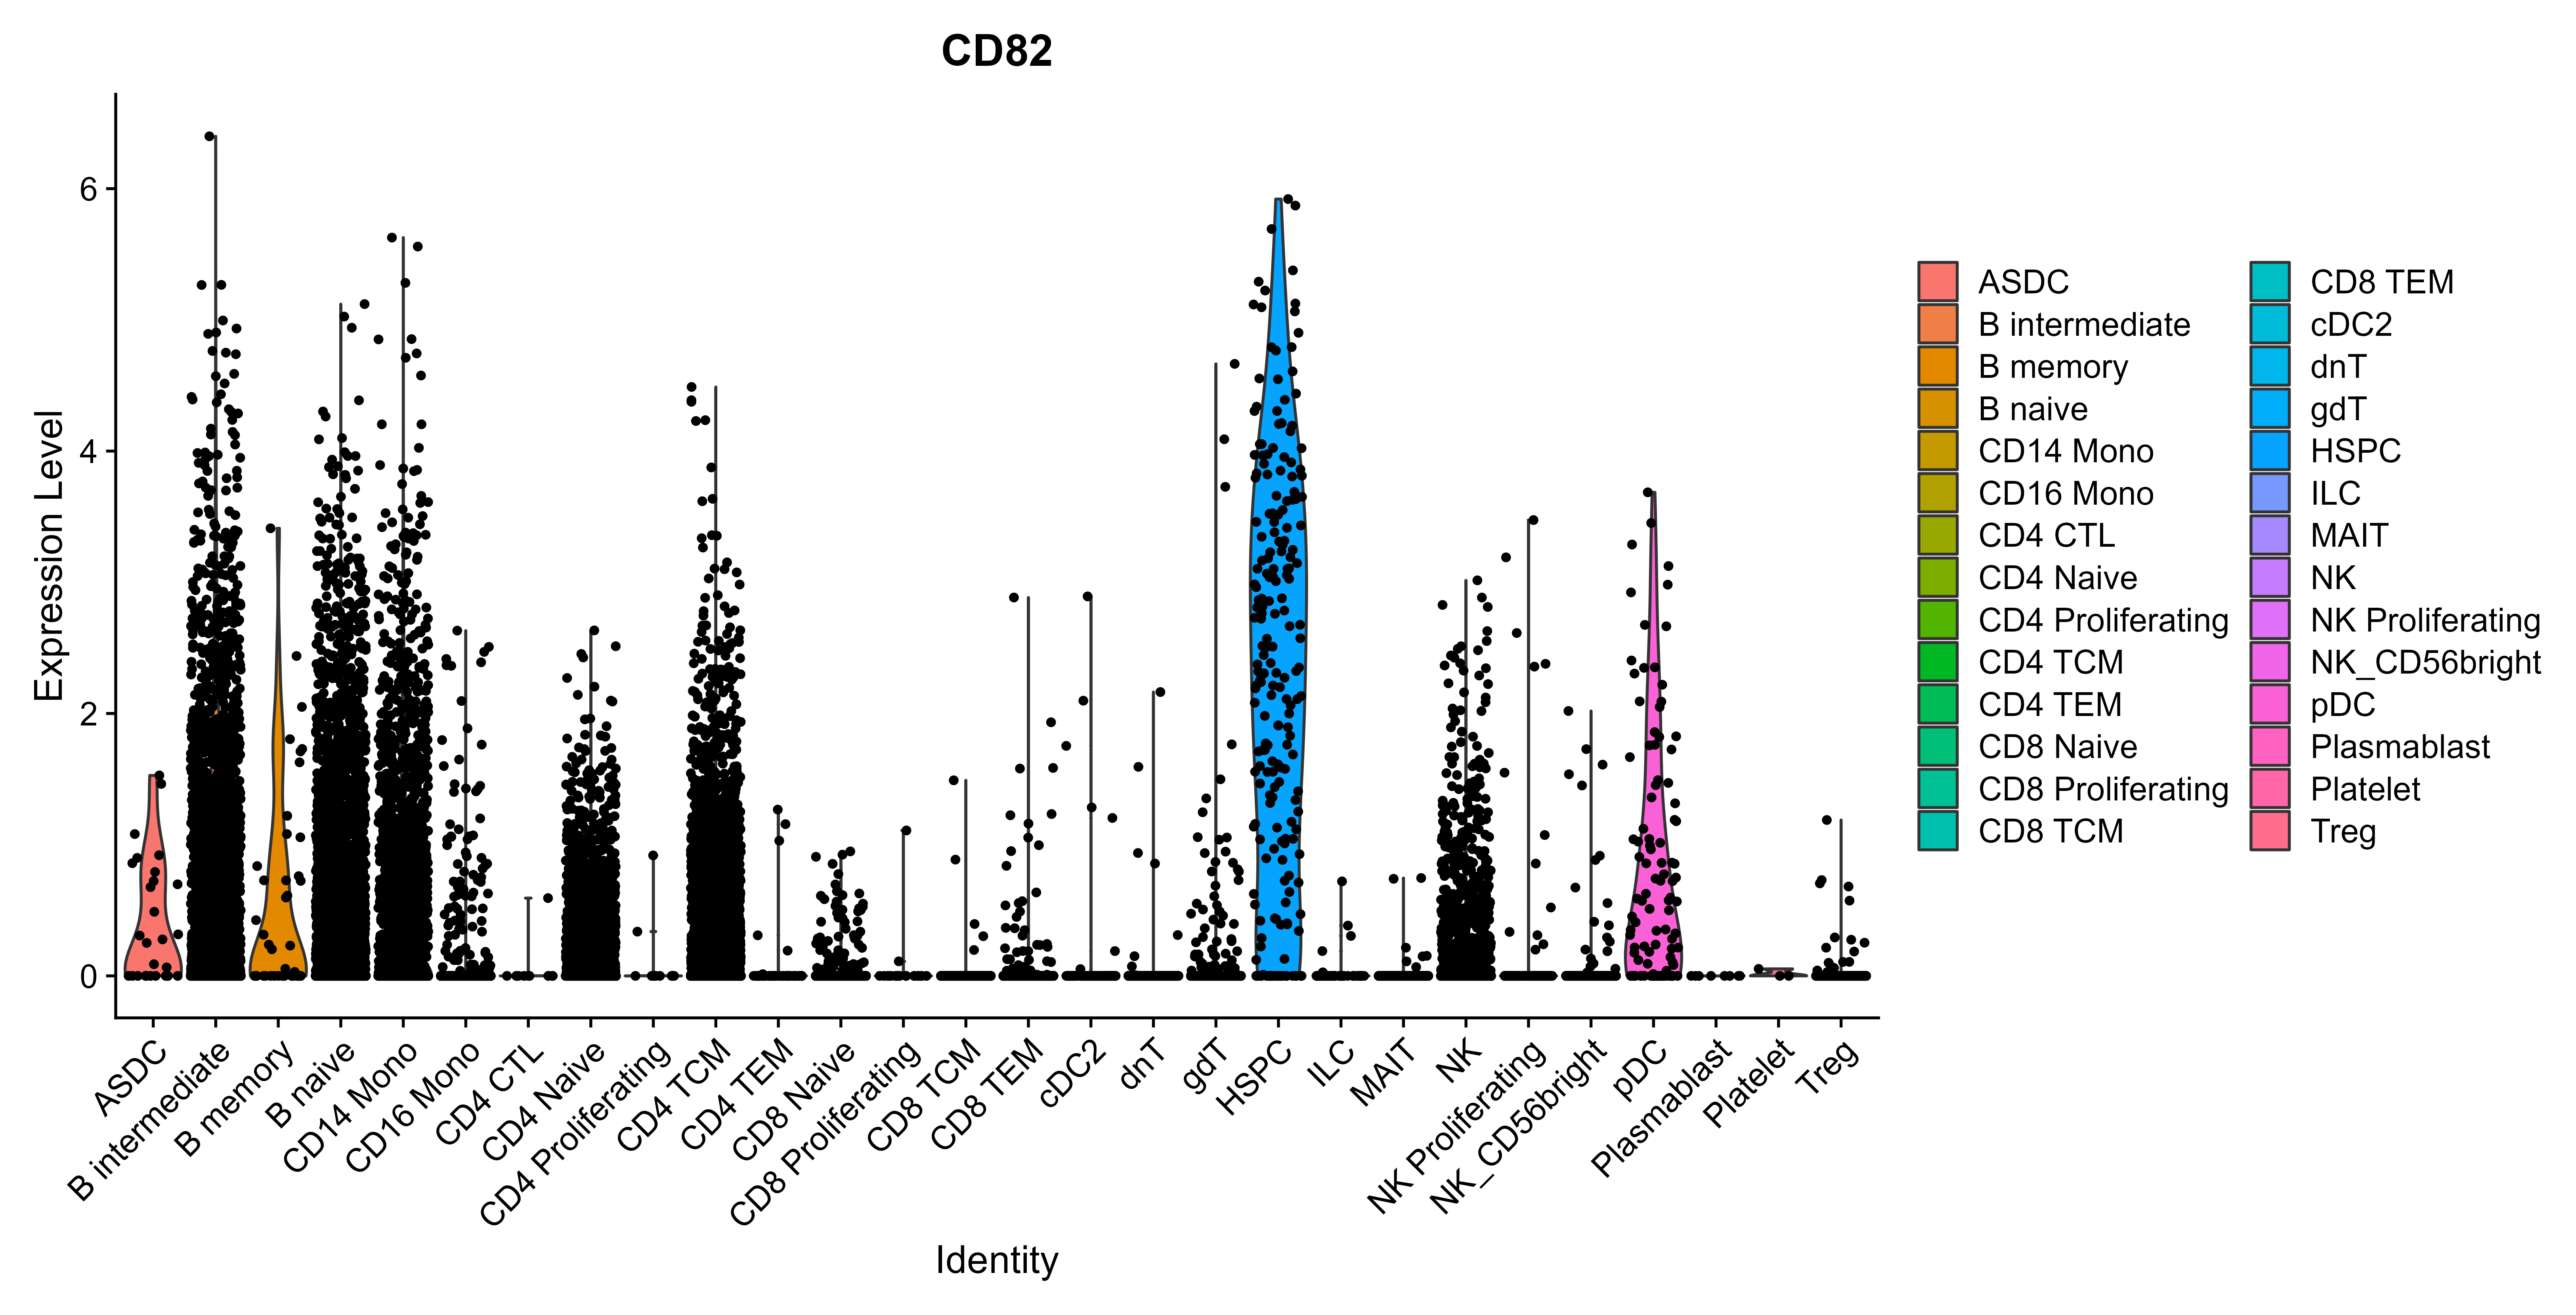 CD82
Expression Level
6
4
2
0
ASDC
B intermediate
B memory
B naive
CD14 Mono
CD16 Mono
CD4 CTL
CD4 Naive
CD4 Proliferating
CD4 TCM
CD4 TEM
CD8 Naive
CD8 Proliferating
CD8 TCM
CD8 TEM
cDC2
dnT
gdT
HSPC
ILC
MAIT
NK
NK Proliferating
NK_CD56bright
pDC
Plasmablast
Platelet
Treg
Identity
ASDC
B intermediate
B memory
B naive
CD14 Mono
CD16 Mono
CD4 CTL
CD4 Naive
CD4 Proliferating
CD4 TCM
CD4 TEM
CD8 Naive
CD8 Proliferating
CD8 TCM
CD8 TEM
cDC2
dnT
gdT
HSPC
ILC
MAIT
NK
NK Proliferating
NK_CD56bright
pDC
Plasmablast
Platelet
Treg